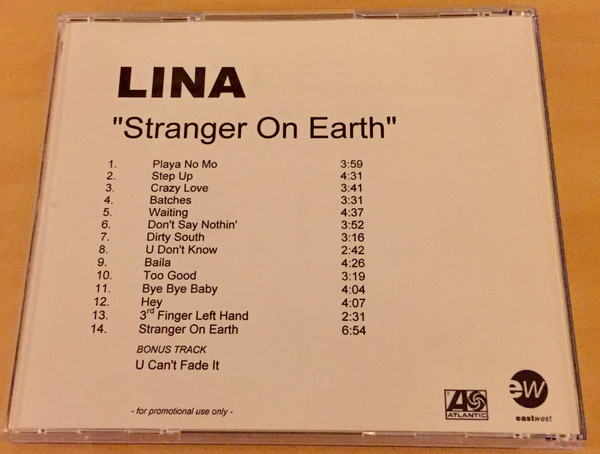 LINA
"Stranger On Earth"
1. Playa No Mo 3:59
2. Step Up 4:31
3. Crazy Love 3:41
4. Batches 3:31
5. Waiting 4:37
6. Don't Say Nothin' 3:52
7. Dirty South 3:16
8. U Don't Know 2:42
9. Baila 4:26
10. Too Good 3:19
11. Bye Bye Baby 4:04
12. Hey 4:07
13. 3rd Finger Left Hand 2:31
14. Stranger On Earth 6:54
BONUS TRACK
U Can't Fade It
- for promotional use only -
A
ATLANTIC
ew
eastwest